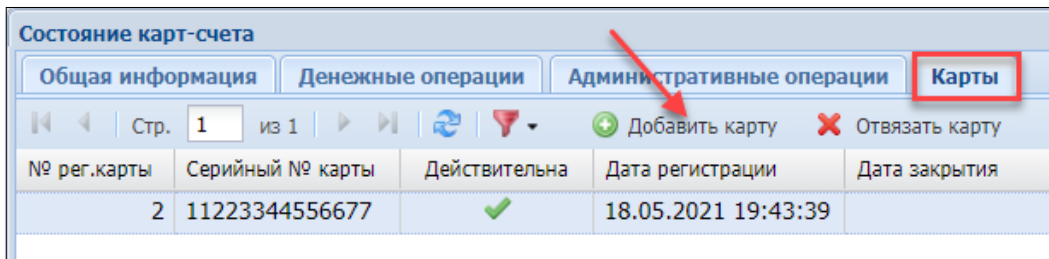 Состояние карт-счета
Общая информация Денежные операции Административные операции Карты
Стр. 1 из 1 Добавить карту Отвязать карту
№ рег.карты Серийный № карты Действительна Дата регистрации Дата закрытия
2 11223344556677 18.05.2021 19:43:39